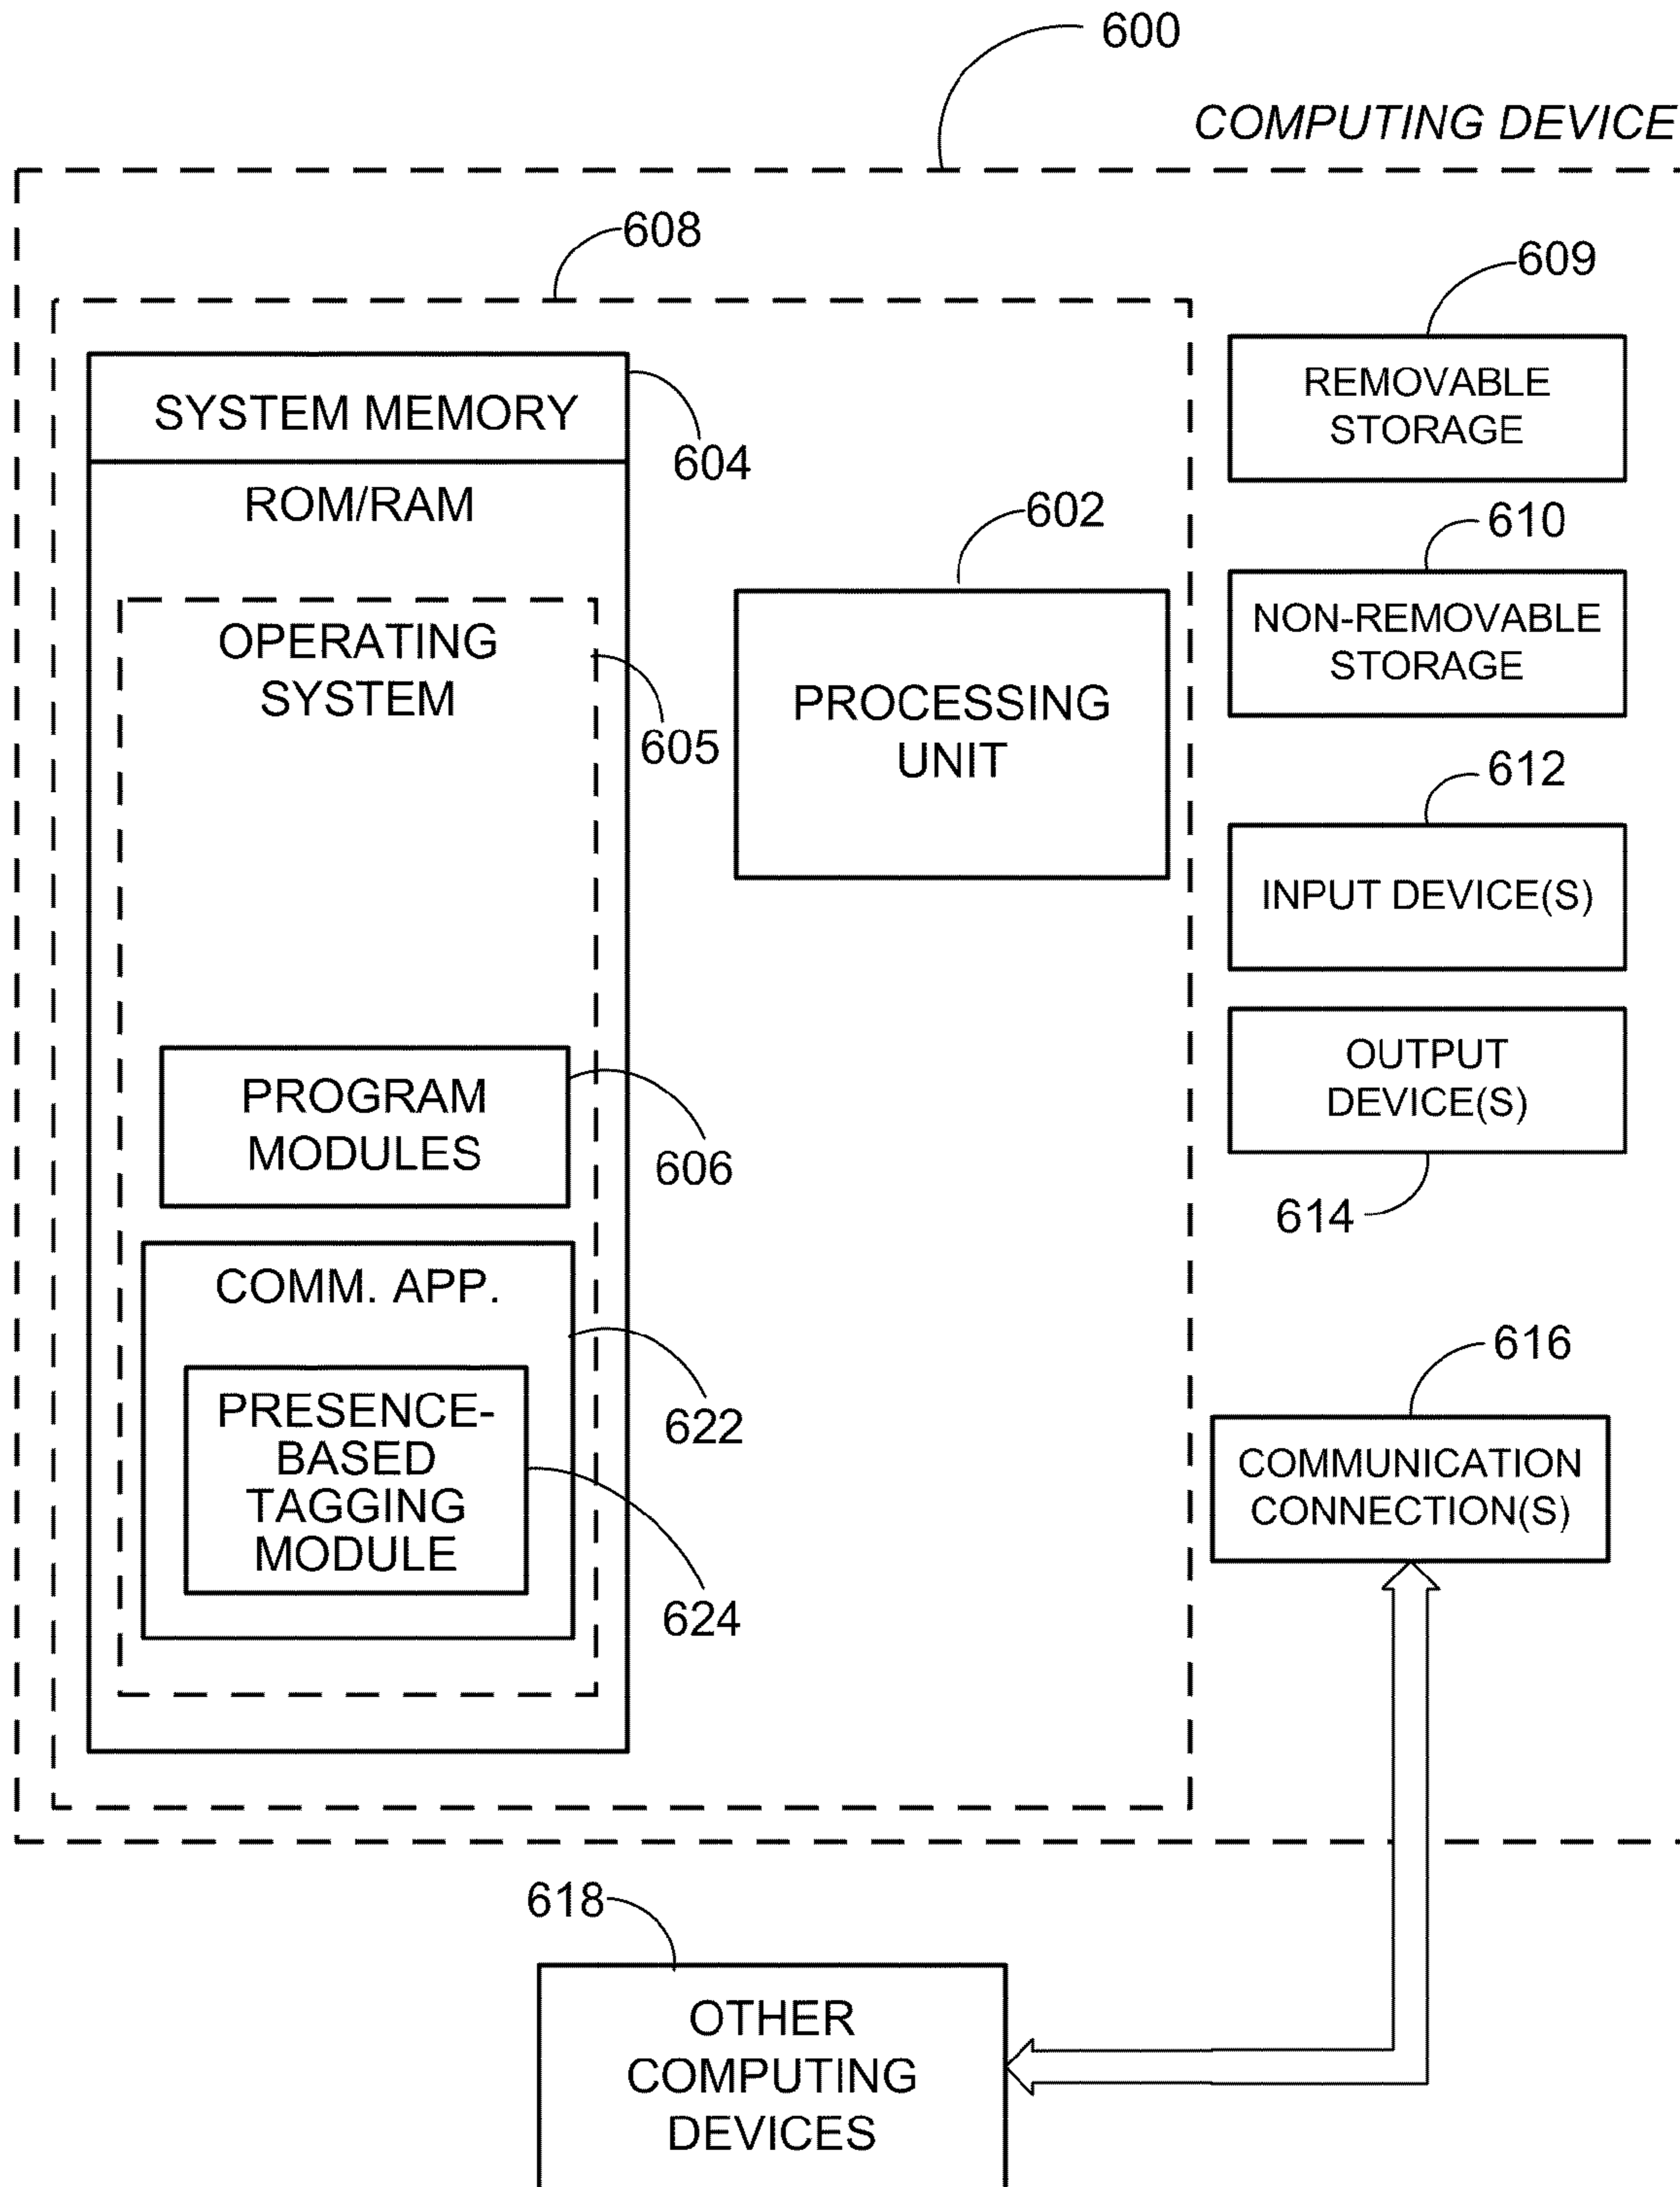 600
COMPUTING DEVICE
608
609
SYSTEM MEMORY
604
REMOVABLE
STORAGE
ROM/RAM
602
610
OPERATING
SYSTEM
605
PROCESSING
UNIT
NON-REMOVABLE
STORAGE
612
INPUT DEVICE(S)
PROGRAM
MODULES
606
OUTPUT
DEVICE(S)
614
COMM. APP.
622
616
PRESENCE-
BASED
TAGGING
MODULE
624
COMMUNICATION
CONNECTION(S)
618
OTHER
COMPUTING
DEVICES